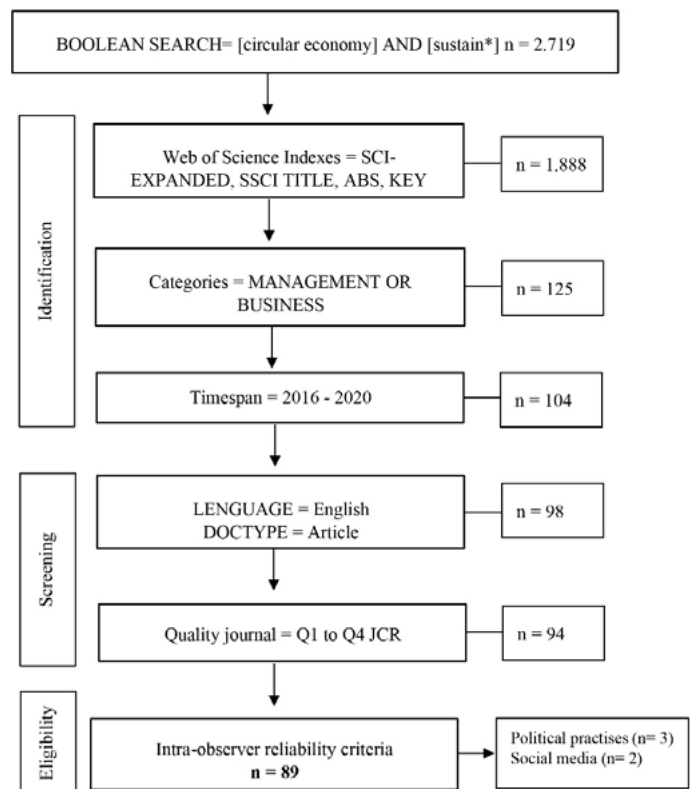 BOOLEAN SEARCH= [circular economy] AND [sustain*] n = 2.719
Identification
Web of Science Indexes = SCI-
EXPANDED, SSCI TITLE, ABS, KEY
n = 1.888
Categories = MANAGEMENT OR
BUSINESS
n = 125
Timespan = 2016 - 2020
n = 104
Screening
LENGUAGE = English
DOCTYPE = Article
n = 98
Quality journal = Q1 to Q4 JCR
n = 94
Eligibility
Intra-observer reliability criteria
n = 89
Political practises (n= 3)
Social media (n= 2)